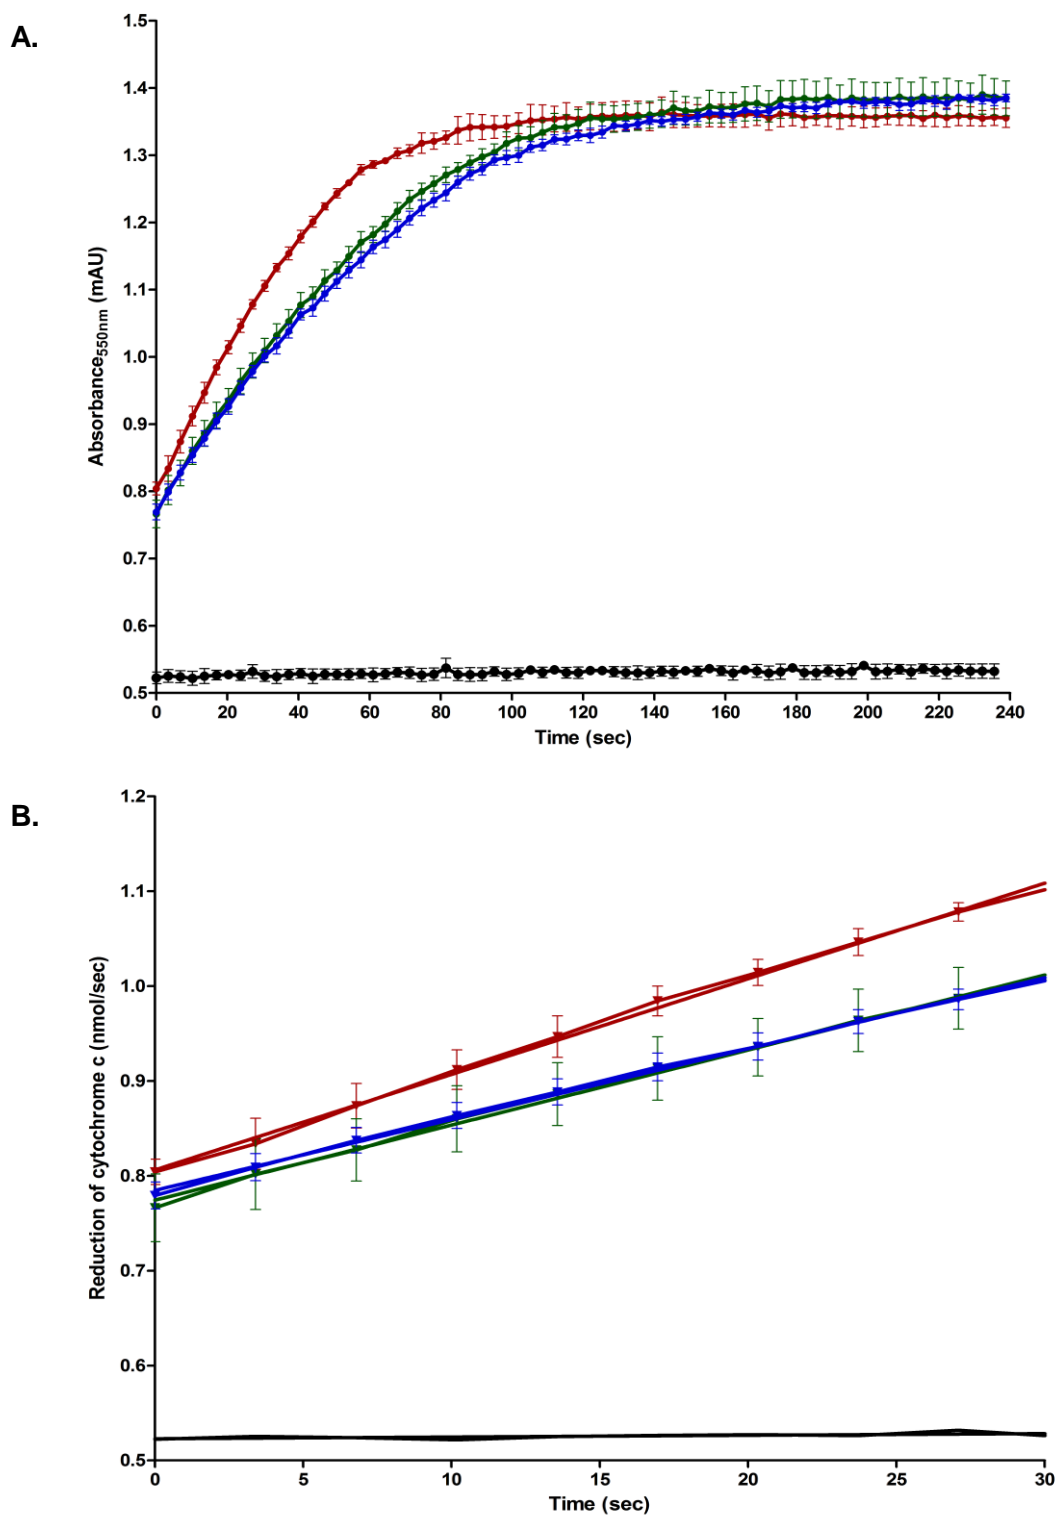 A.
1.5
1.4
1.3
1.2
1.1
1.0
0.9
0.8
0.7
0.6
0.5
Absorbance550nm (mAU)
0 20 40 60 80 100 120 140 160 180 200 220 240
Time (sec)
B.
1.2
1.1
1.0
0.9
0.8
0.7
0.6
0.5
Reduction of cytochrome c (nmol/sec)
0 5 10 15 20 25 30
Time (sec)